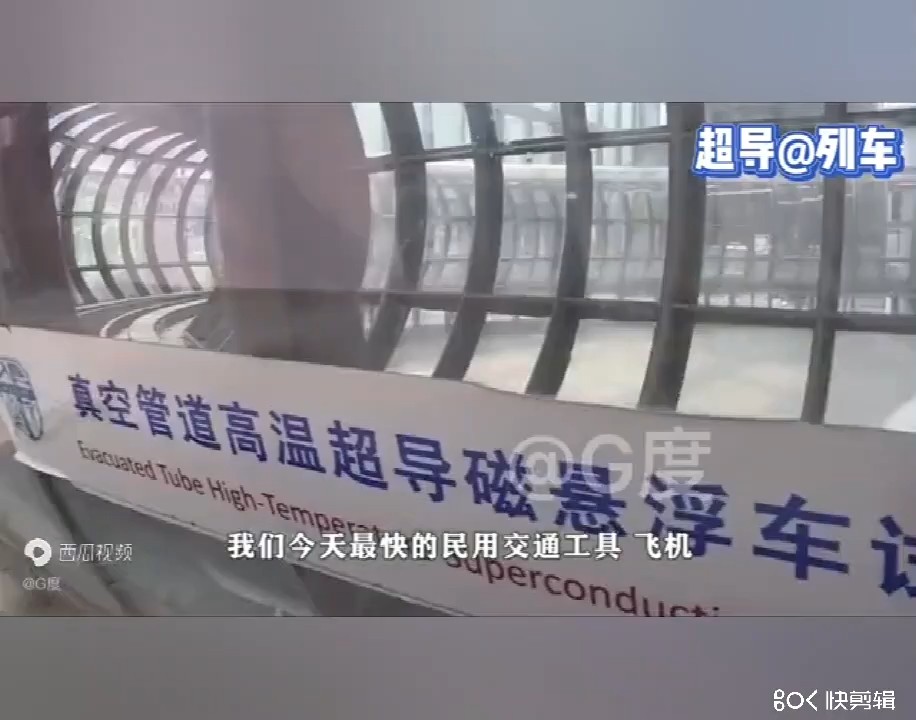 超导@列车
真空管道高温超导磁悬浮车试
Evacuated Tube High-Temperat Superconducti
@G度
我们今天最快的民用交通工具 飞机
西瓜视频
@G度
快剪辑